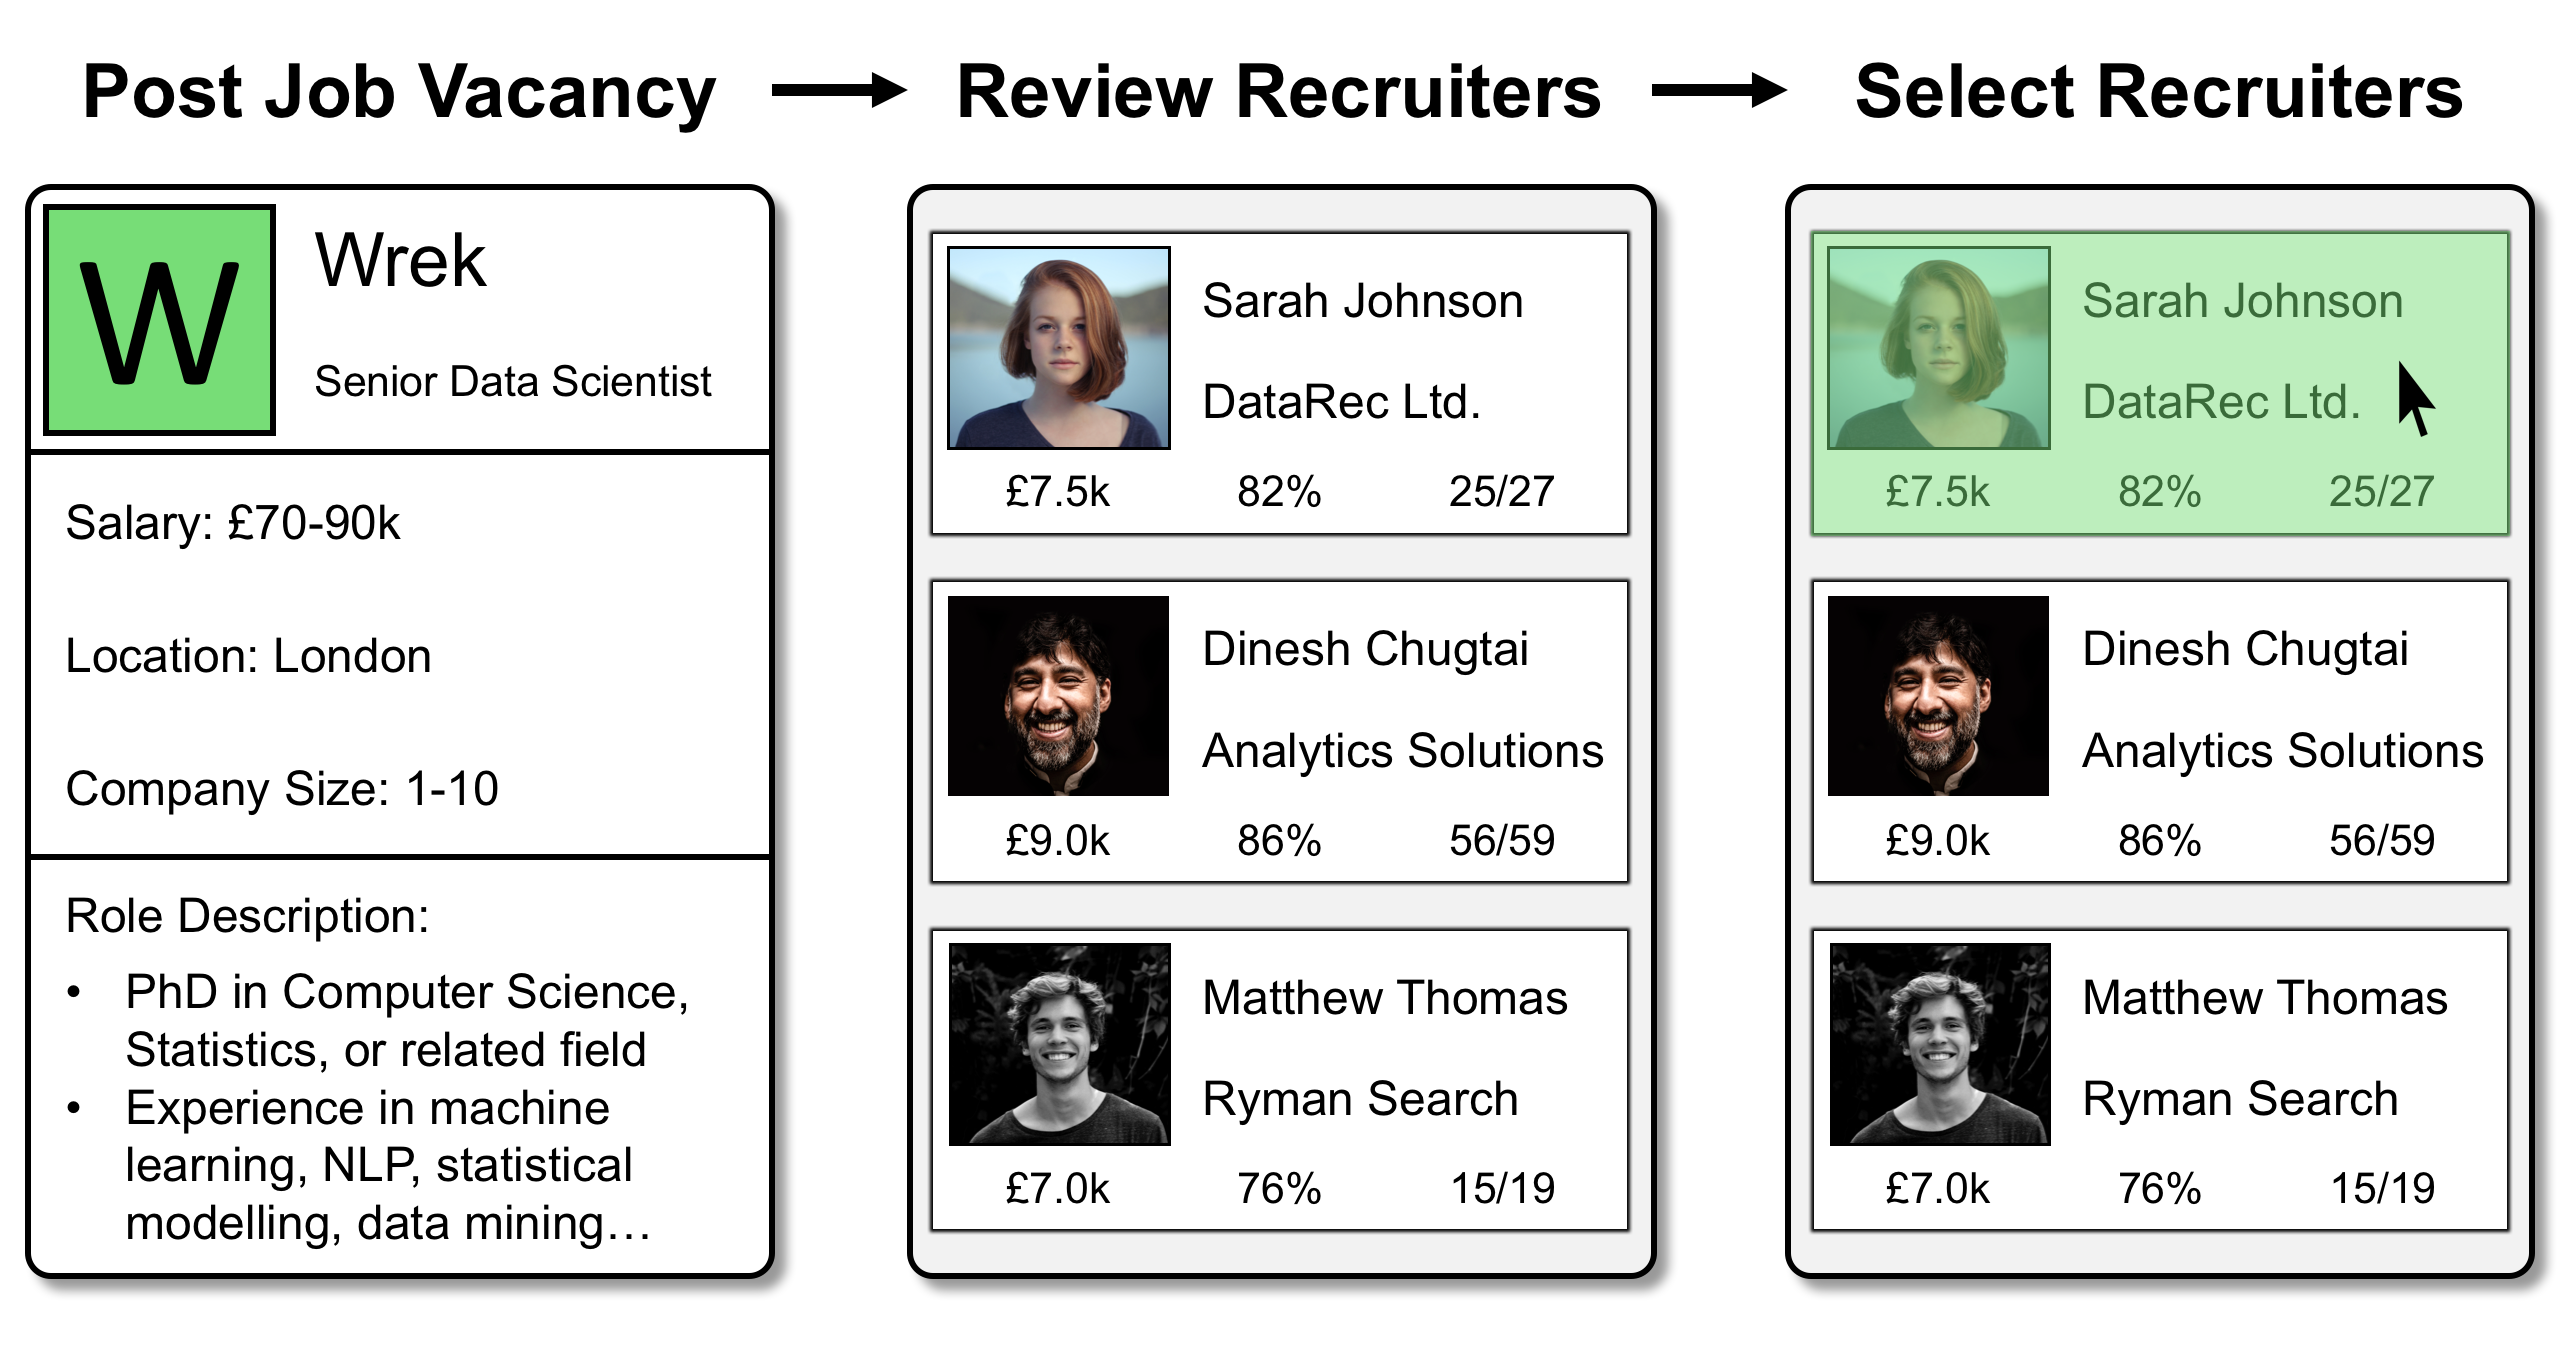 Post Job Vacancy
Review Recruiters
Select Recruiters
W
Wrek
Senior Data Scientist
Salary: £70-90k
Location: London
Company Size: 1-10
Role Description:
• PhD in Computer Science,
Statistics, or related field
• Experience in machine
learning, NLP, statistical
modelling, data mining…
Sarah Johnson
DataRec Ltd.
£7.5k 82% 25/27
Dinesh Chugtai
Analytics Solutions
£9.0k 86% 56/59
Matthew Thomas
Ryman Search
£7.0k 76% 15/19
Sarah Johnson
DataRec Ltd.
£7.5k 82% 25/27
Dinesh Chugtai
Analytics Solutions
£9.0k 86% 56/59
Matthew Thomas
Ryman Search
£7.0k 76% 15/19